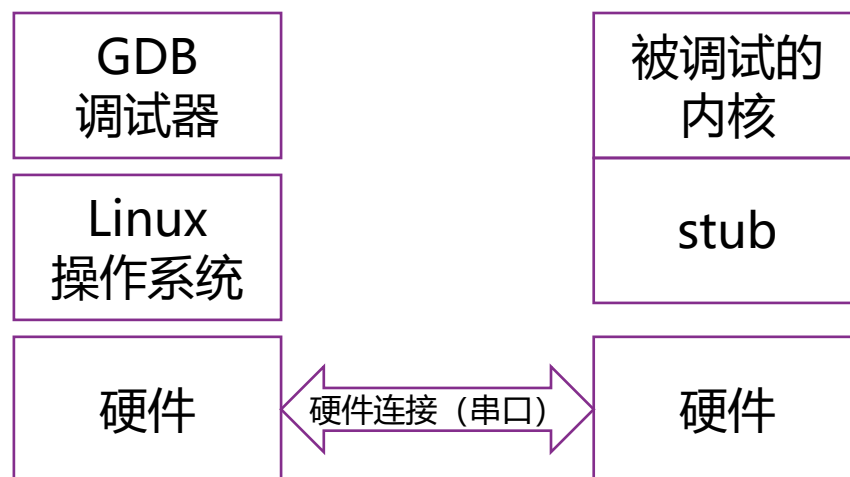 GDB
调试器
Linux
操作系统
硬件
硬件连接（串口）
被调试的
内核
stub
硬件